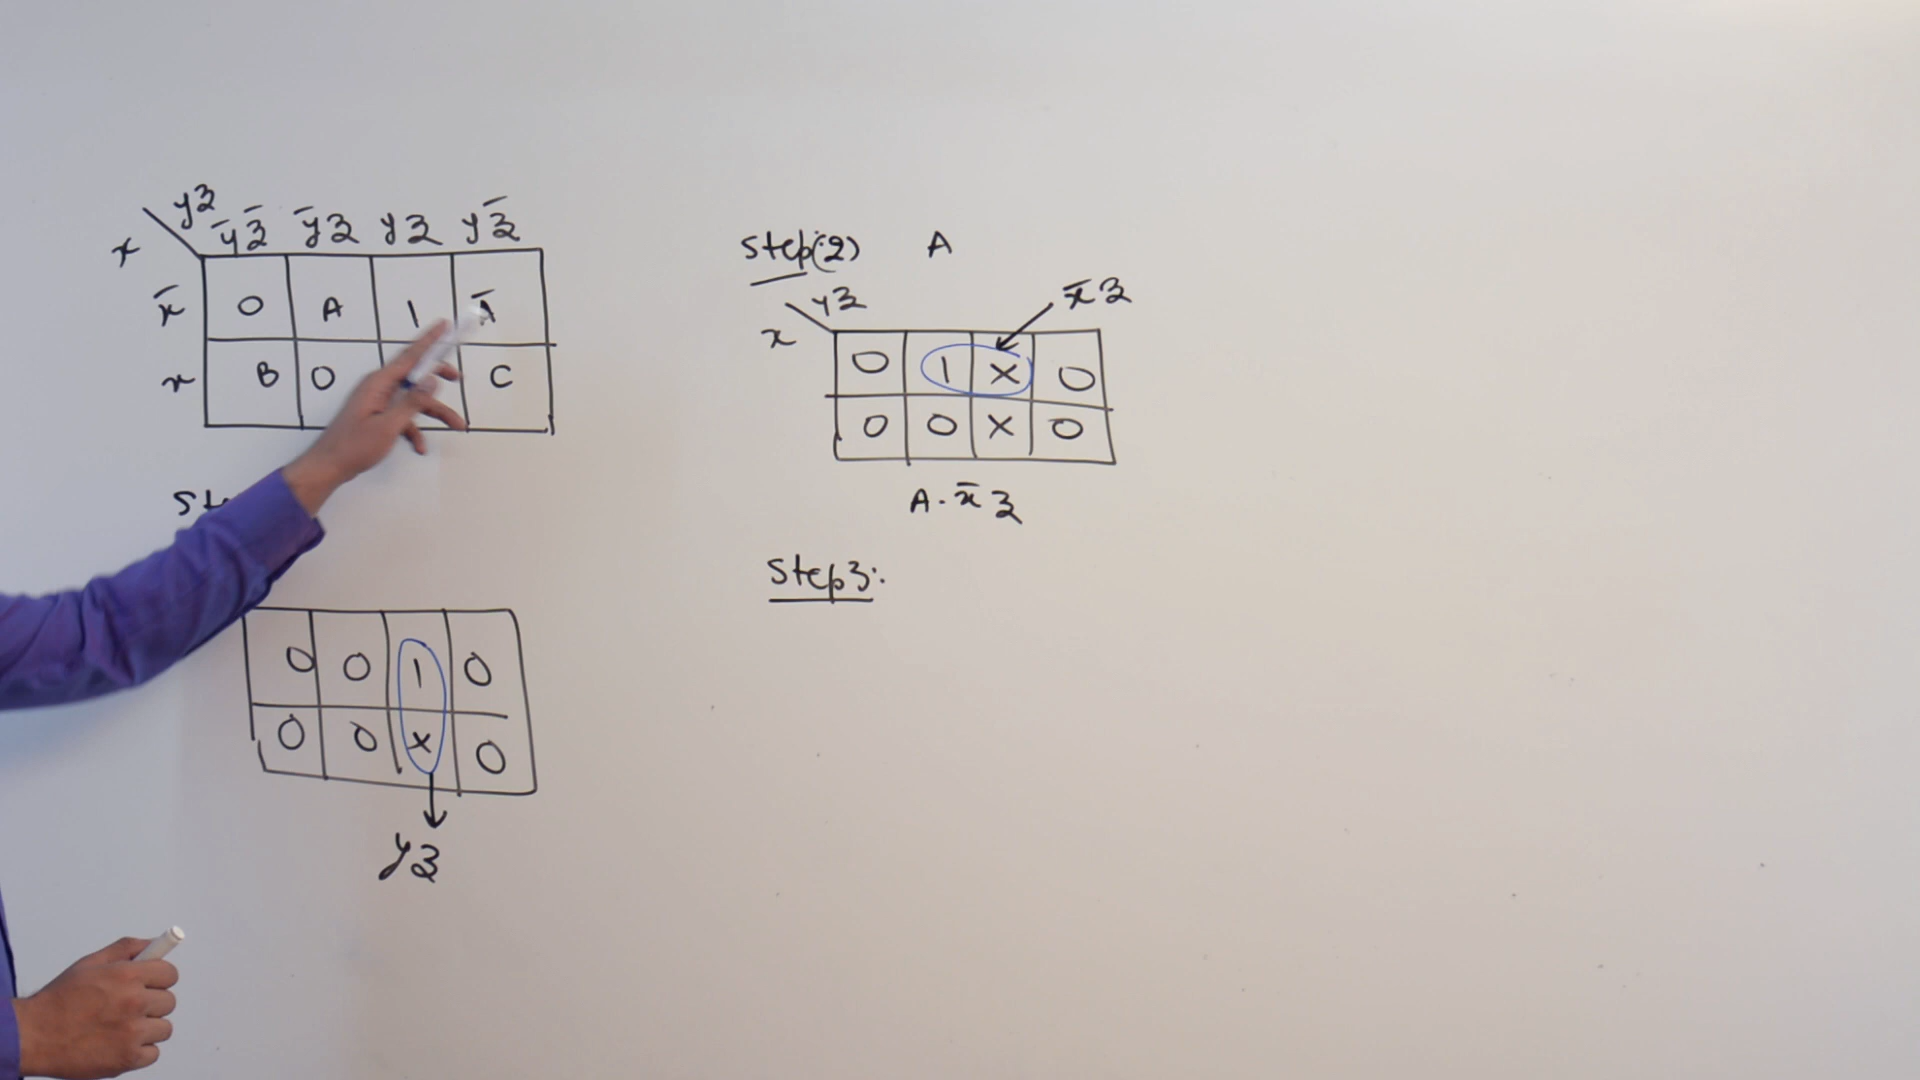 yz
x
ȳz̄ ȳz yz yz̄
x̄ 0 A 1 Ā
x B 0 C
0 0 1 0
0 0 x 0
yz
Step(2) A
yz
x
x̄z
0 1 x 0
0 0 x 0
A. x̄z
Step3: